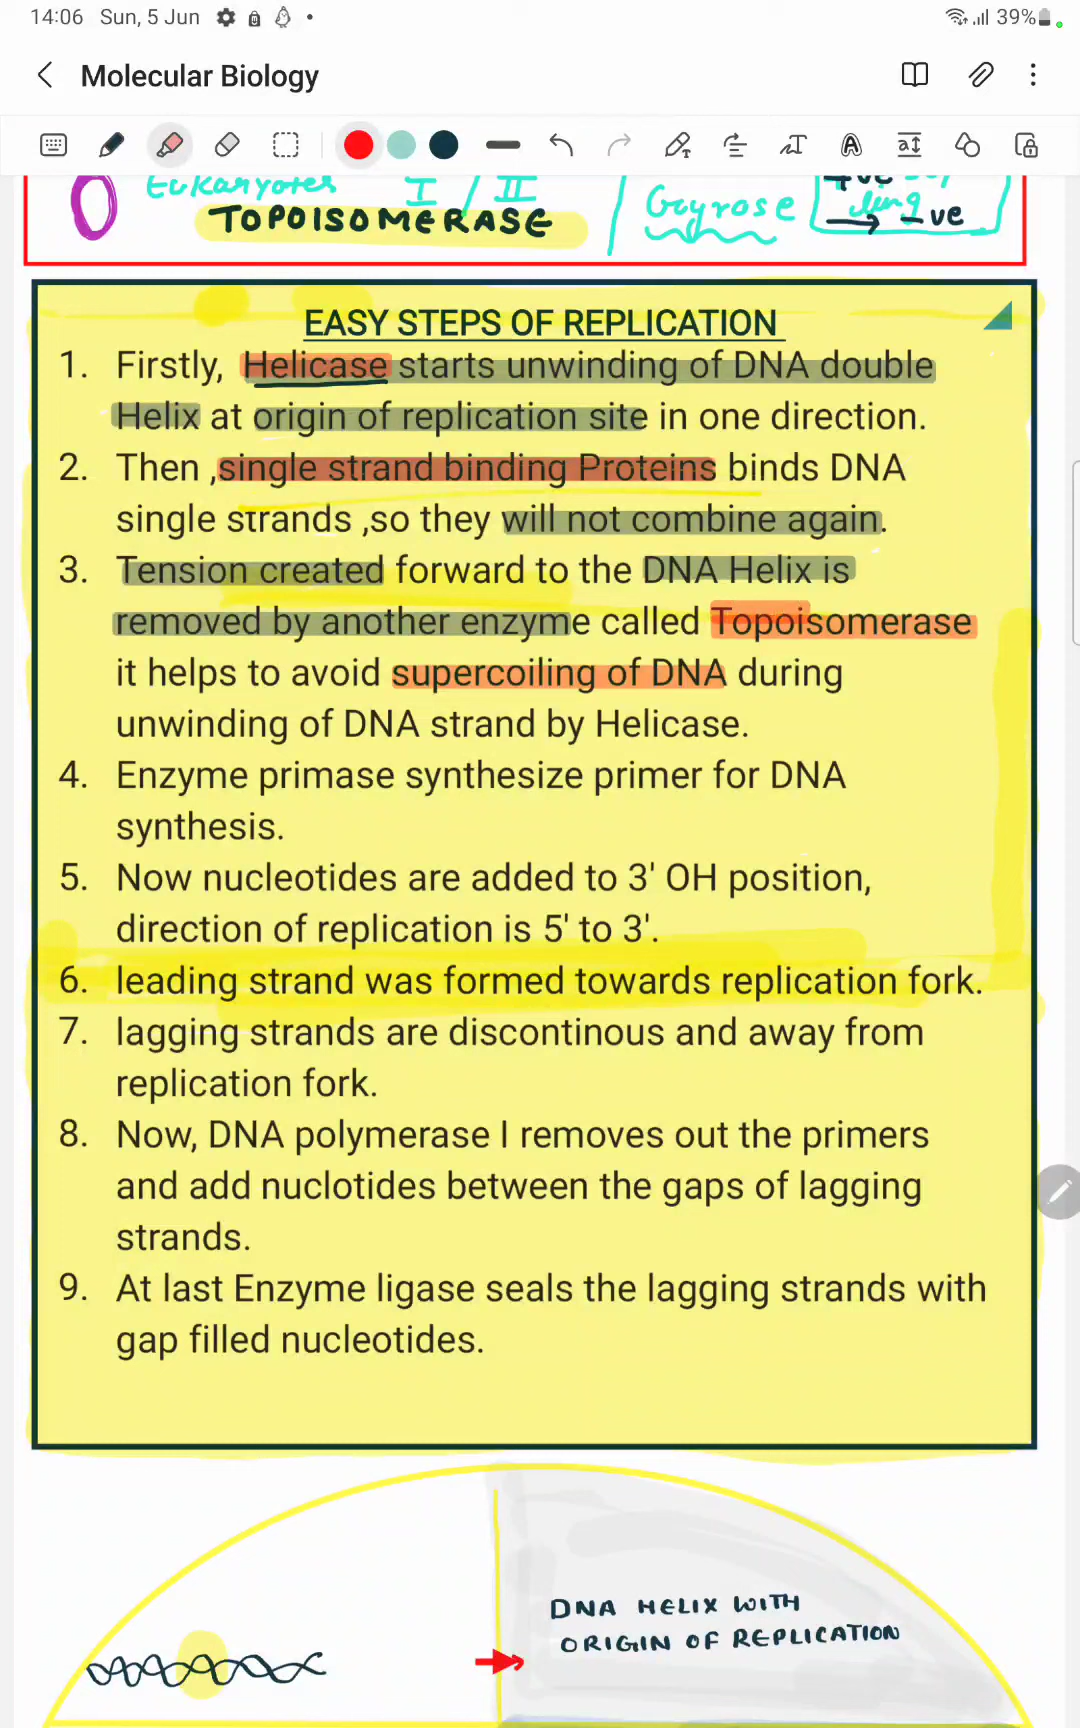 14:06 Sun, 5 Jun 39%
Molecular Biology
Eukaryotes I / II
TOPOISOMERASE
Gayrose
ling
-ve
EASY STEPS OF REPLICATION
1. Firstly, Helicase starts unwinding of DNA double
Helix at origin of replication site in one direction.
2. Then ,single strand binding Proteins binds DNA
single strands ,so they will not combine again.
3. Tension created forward to the DNA Helix is
removed by another enzyme called Topoisomerase
it helps to avoid supercoiling of DNA during
unwinding of DNA strand by Helicase.
4. Enzyme primase synthesize primer for DNA
synthesis.
5. Now nucleotides are added to 3' OH position,
direction of replication is 5' to 3'.
6. leading strand was formed towards replication fork.
7. lagging strands are discontinous and away from
replication fork.
8. Now, DNA polymerase I removes out the primers
and add nuclotides between the gaps of lagging
strands.
9. At last Enzyme ligase seals the lagging strands with
gap filled nucleotides.
DNA HELIX WITH
ORIGIN OF REPLICATION